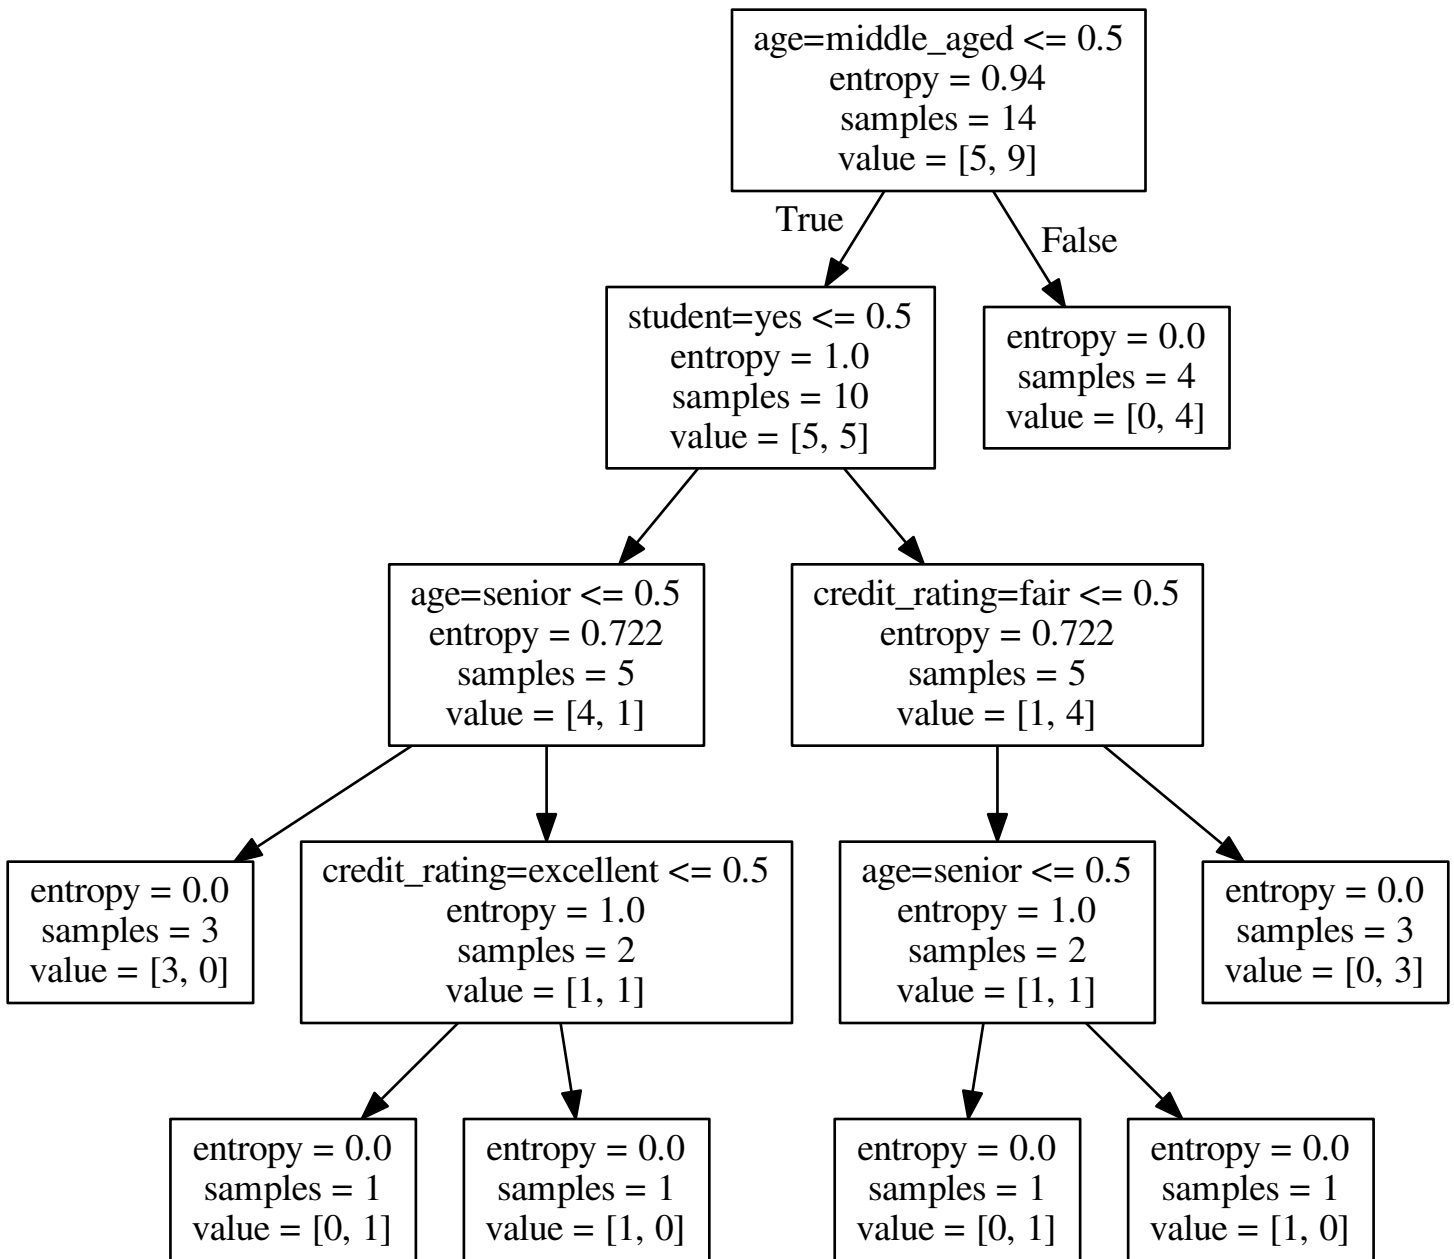 age=middle_aged <= 0.5
entropy = 0.94
samples = 14
value = [5, 9]
True
False
student=yes <= 0.5
entropy = 1.0
samples = 10
value = [5, 5]
entropy = 0.0
samples = 4
value = [0, 4]
age=senior <= 0.5
entropy = 0.722
samples = 5
value = [4, 1]
credit_rating=fair <= 0.5
entropy = 0.722
samples = 5
value = [1, 4]
entropy = 0.0
samples = 3
value = [3, 0]
credit_rating=excellent <= 0.5
entropy = 1.0
samples = 2
value = [1, 1]
age=senior <= 0.5
entropy = 1.0
samples = 2
value = [1, 1]
entropy = 0.0
samples = 3
value = [0, 3]
entropy = 0.0
samples = 1
value = [0, 1]
entropy = 0.0
samples = 1
value = [1, 0]
entropy = 0.0
samples = 1
value = [0, 1]
entropy = 0.0
samples = 1
value = [1, 0]